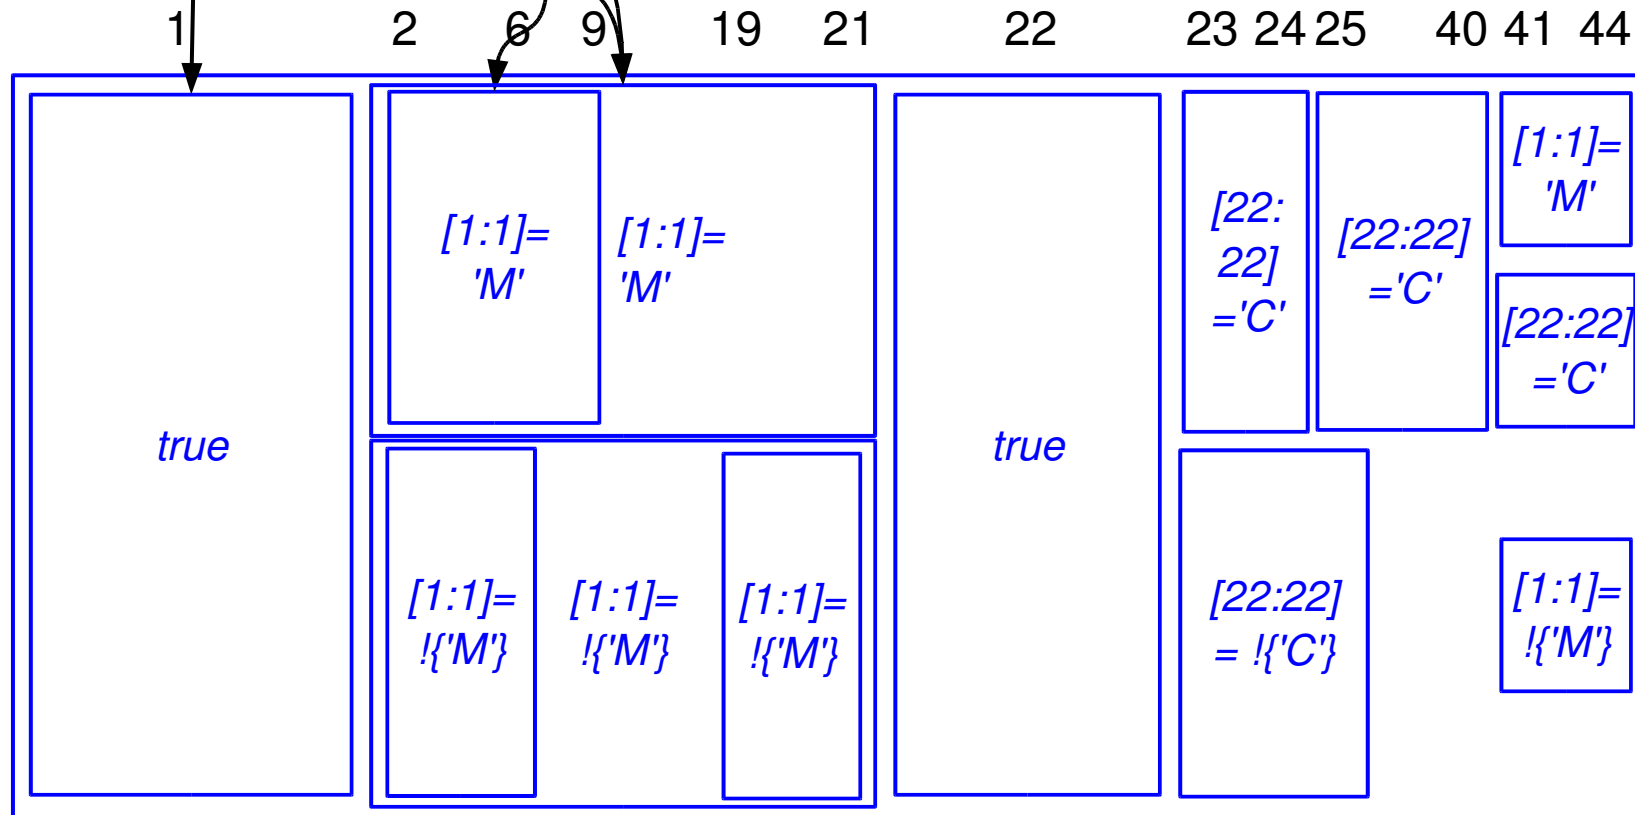 1 2 6 9 19 21 22 23 24 25 40 41 44
true
[1:1]=
'M'
[1:1]=
'M'
[1:1]=
!{'M'}
[1:1]=
!{'M'}
[1:1]=
!{'M'}
true
[22:
22]
='C'
[22:22]
='C'
[22:22]
= !{'C'}
[1:1]=
'M'
[22:22]
='C'
[1:1]=
!{'M'}